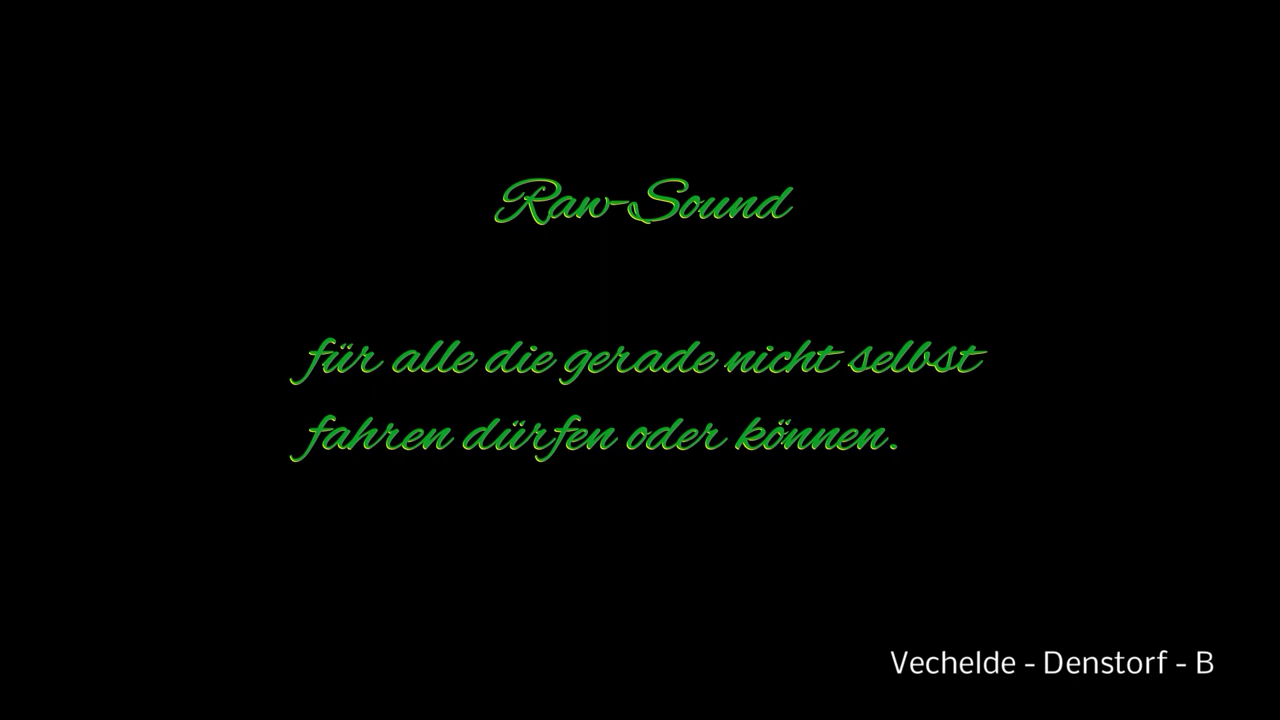 Raw-Sound
für alle die gerade nicht selbst
fahren dürfen oder können.
Vechelde - Denstorf - B